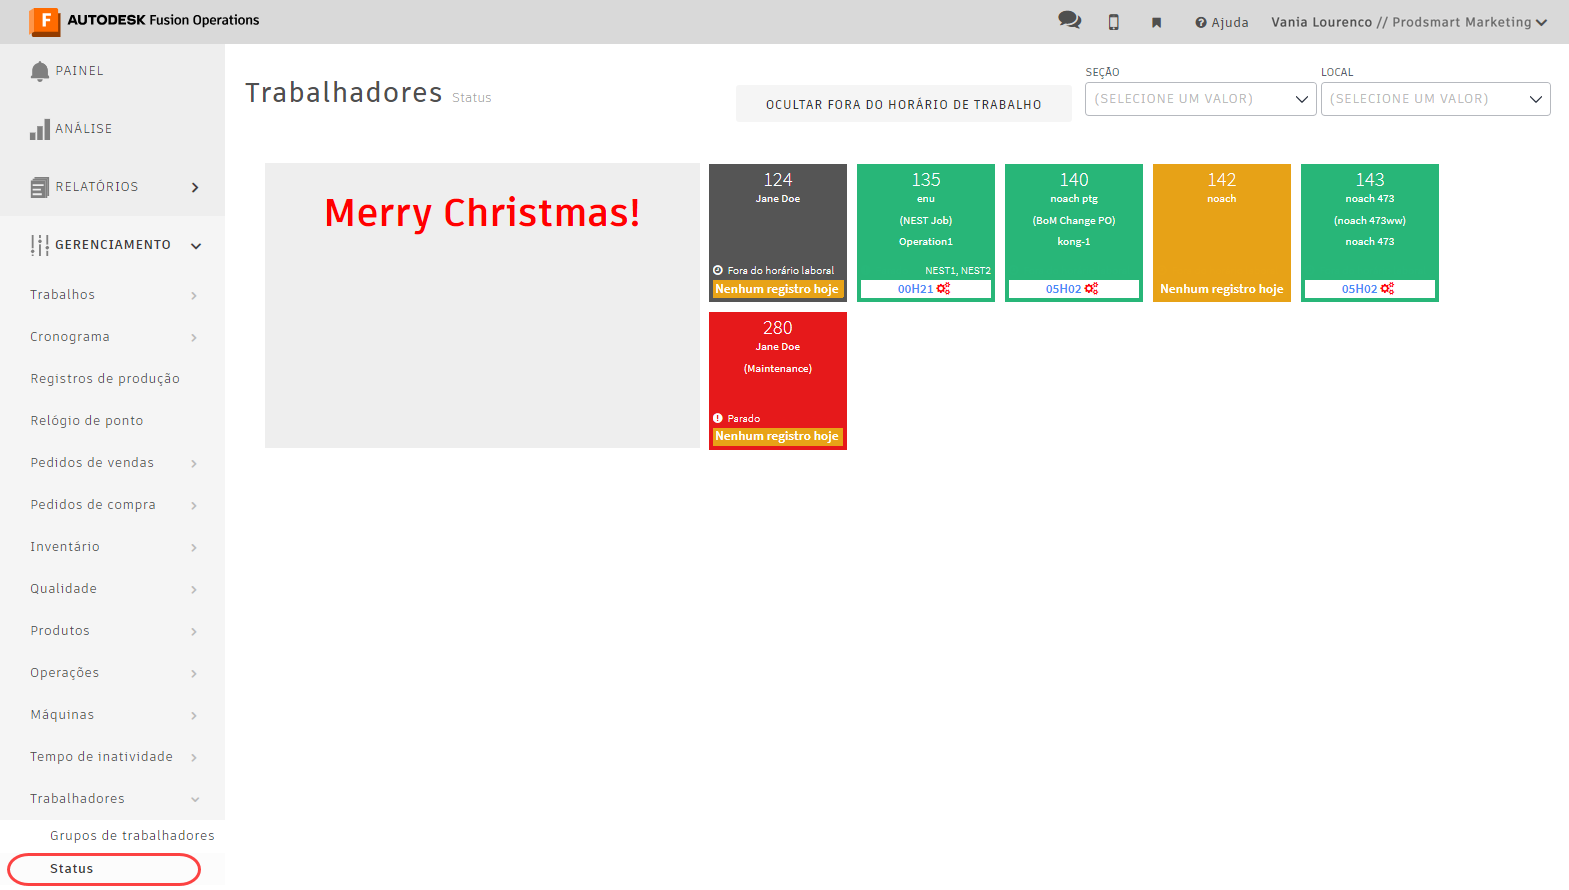 F AUTODESK Fusion Operations
Ajuda
Vania Lourenco // Prodsmart Marketing
PAINEL
ANÁLISE
RELATÓRIOS
GERENCIAMENTO
Trabalhos
Cronograma
Registros de produção
Relógio de ponto
Pedidos de vendas
Pedidos de compra
Inventário
Qualidade
Produtos
Operações
Máquinas
Tempo de inatividade
Trabalhadores
Grupos de trabalhadores
Status
Trabalhadores Status
OCULTAR FORA DO HORÁRIO DE TRABALHO
SEÇÃO
(SELECIONE UM VALOR)
LOCAL
(SELECIONE UM VALOR)
Merry Christmas!
124
Jane Doe
Fora do horário laboral
Nenhum registro hoje
135
enu
(NEST Job)
Operation1
NEST1, NEST2
00H21
140
noach ptg
(BoM Change PO)
kong-1
05H02
142
noach
Nenhum registro hoje
143
noach 473
(noach 473ww)
noach 473
05H02
280
Jane Doe
(Maintenance)
Parado
Nenhum registro hoje